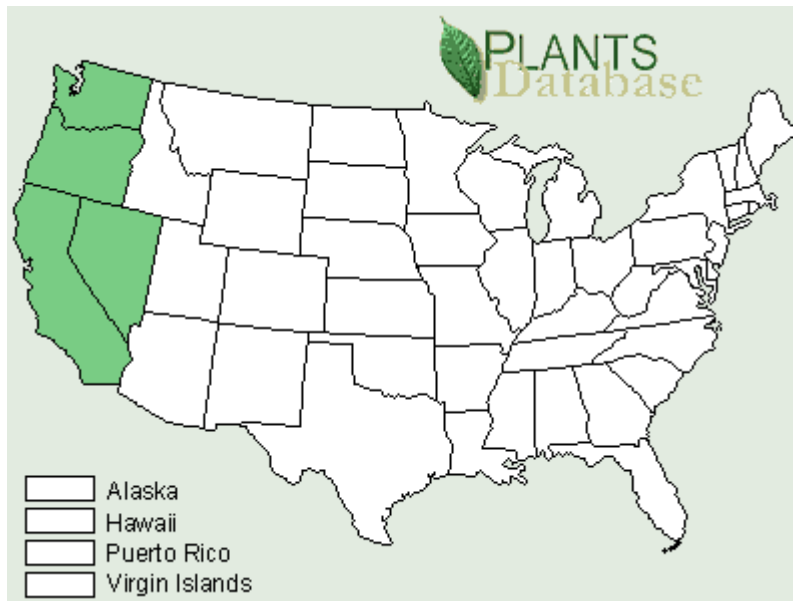 PLANTS
Database
Alaska
Hawaii
Puerto Rico
Virgin Islands